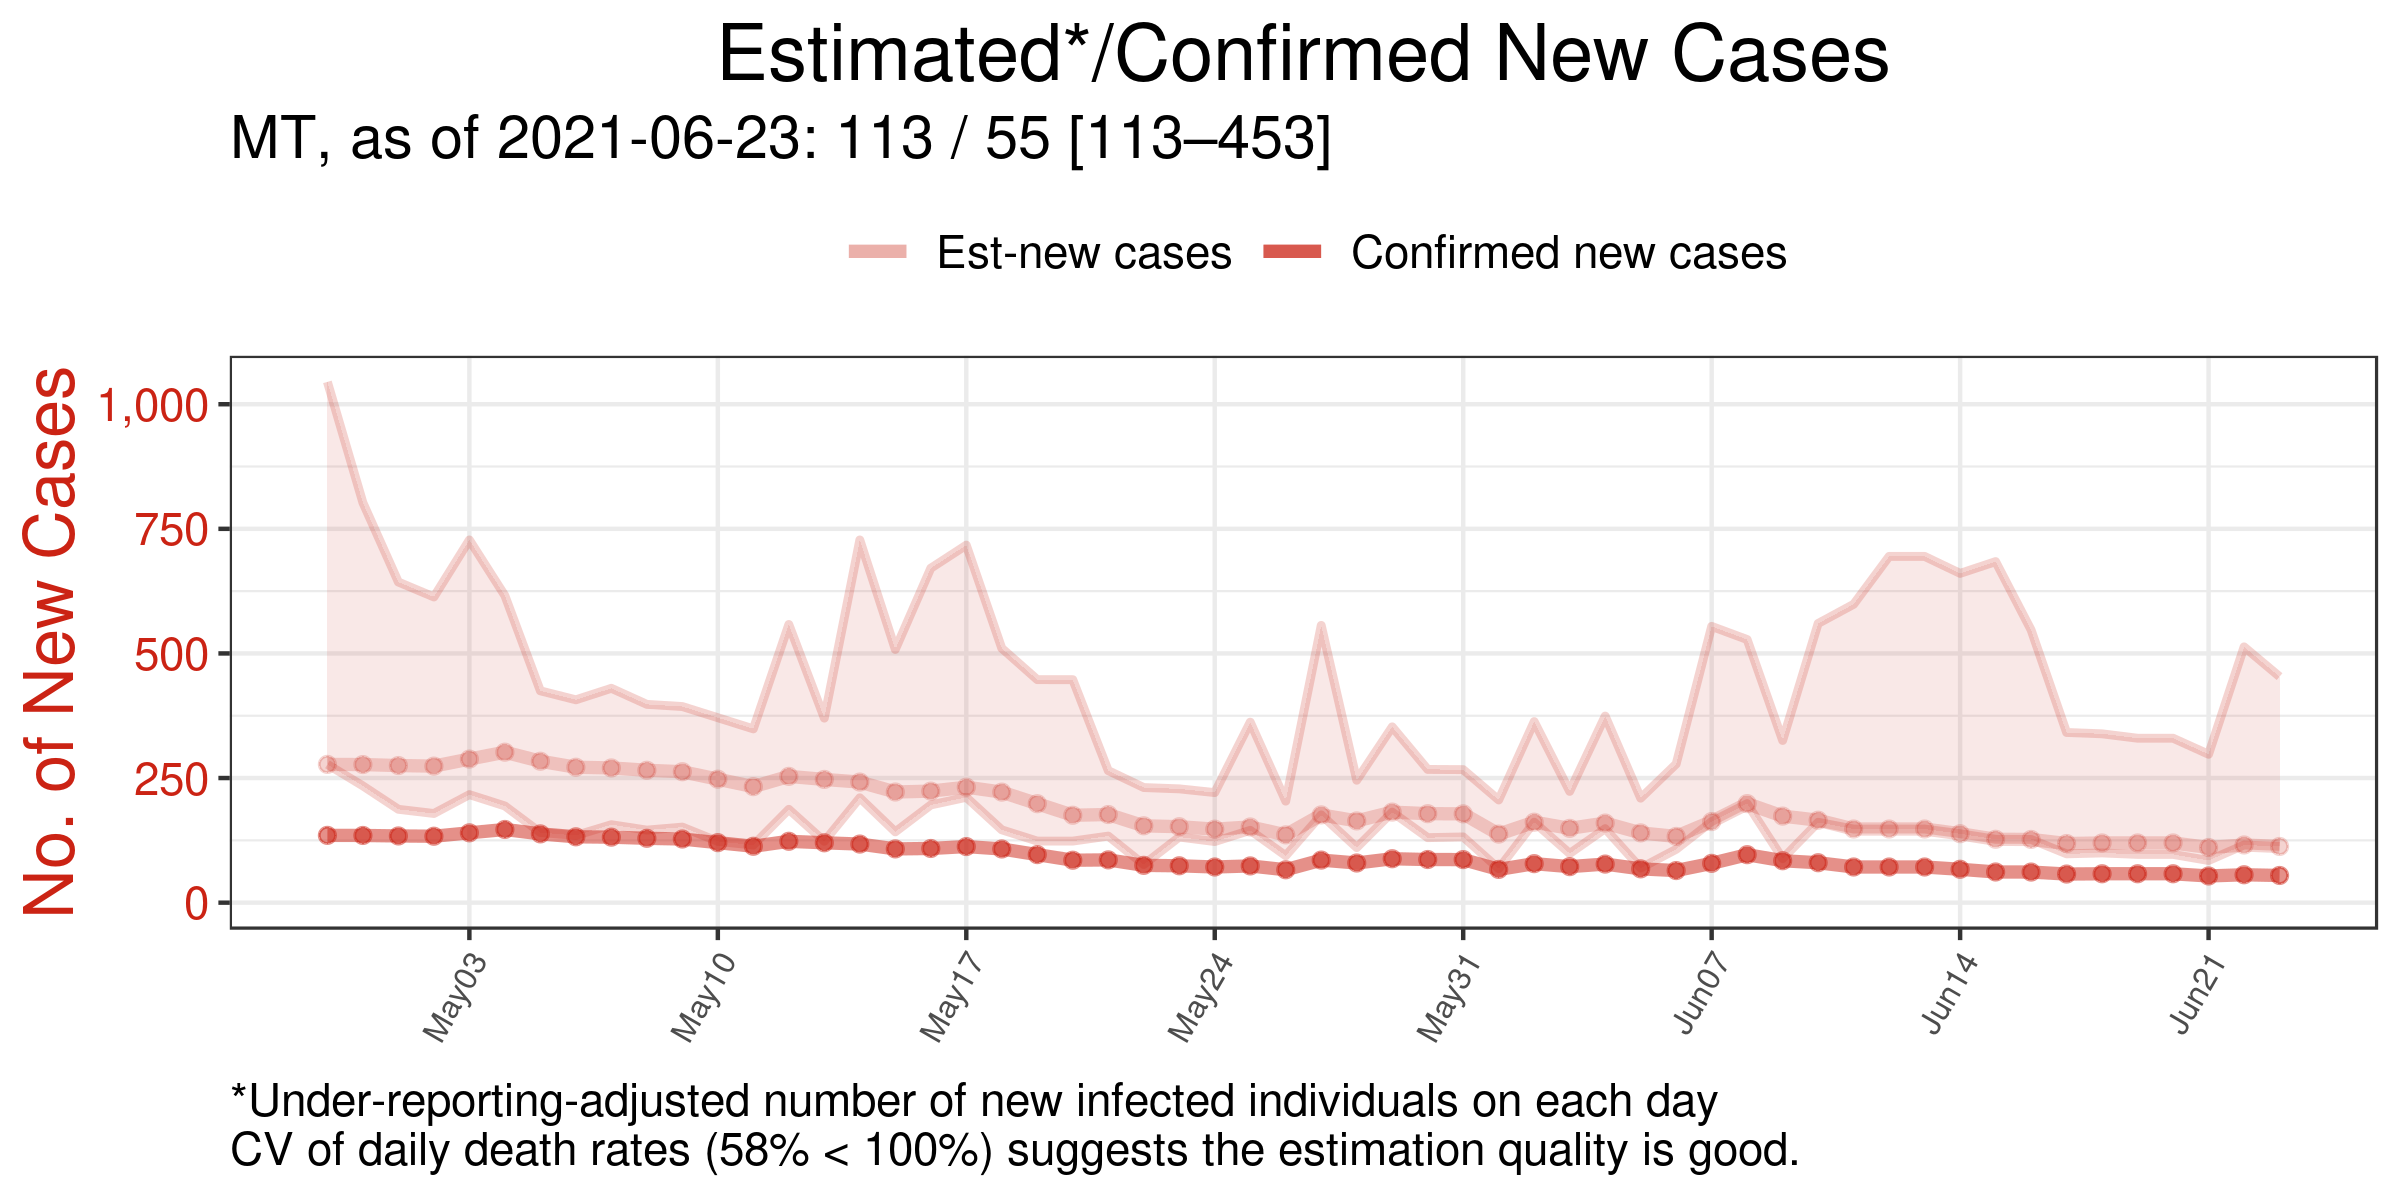 Estimated*/Confirmed New Cases
MT, as of 2021-06-23: 113 / 55 [113–453]
Est-new cases
Confirmed new cases
No. of New Cases
1,000
750
500
250
0
May03
May10
May17
May24
May31
Jun07
Jun14
Jun21
*Under-reporting-adjusted number of new infected individuals on each day
CV of daily death rates (58% < 100%) suggests the estimation quality is good.